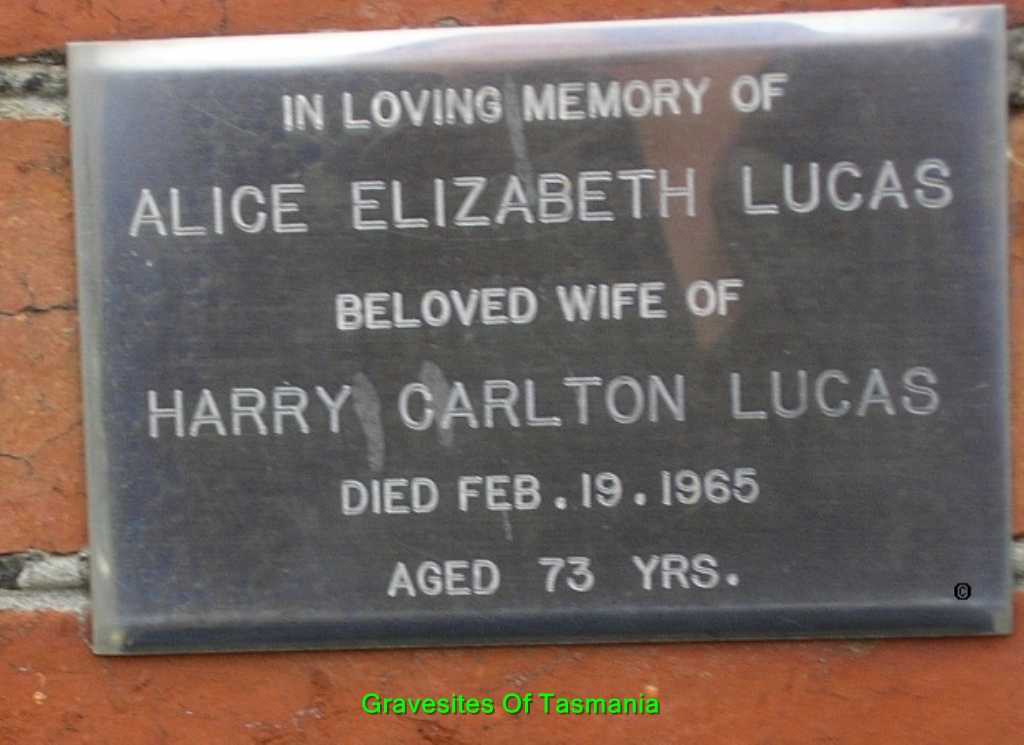 IN LOVING MEMORY OF
ALICE ELIZABETH LUCAS
BELOVED WIFE OF
HARRY CARLTON LUCAS
DIED FEB. 19. 1965
AGED 73 YRS.
©
Gravesites Of Tasmania